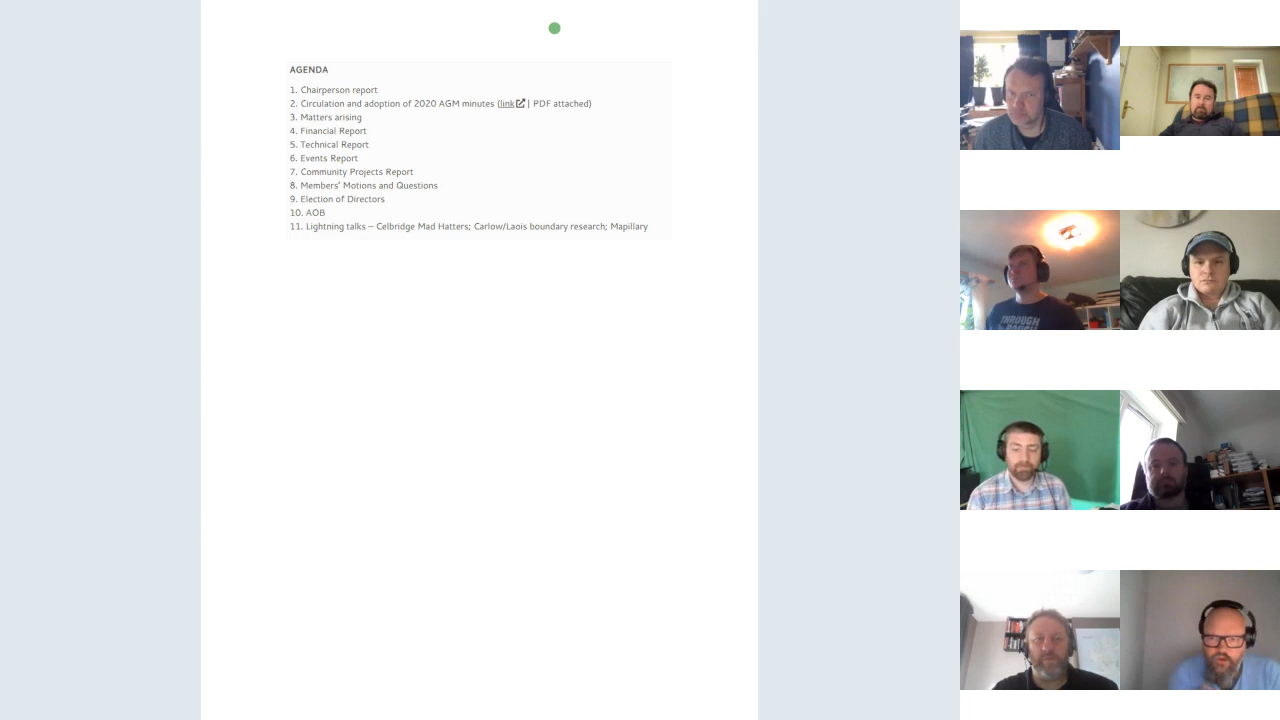 AGENDA
1. Chairperson report
2. Circulation and adoption of 2020 AGM minutes (link | PDF attached)
3. Matters arising
4. Financial Report
5. Technical Report
6. Events Report
7. Community Projects Report
8. Members' Motions and Questions
9. Election of Directors
10. AOB
11. Lightning talks – Celbridge Mad Hatters; Carlow/Laois boundary research; Mapillary
THROUGH